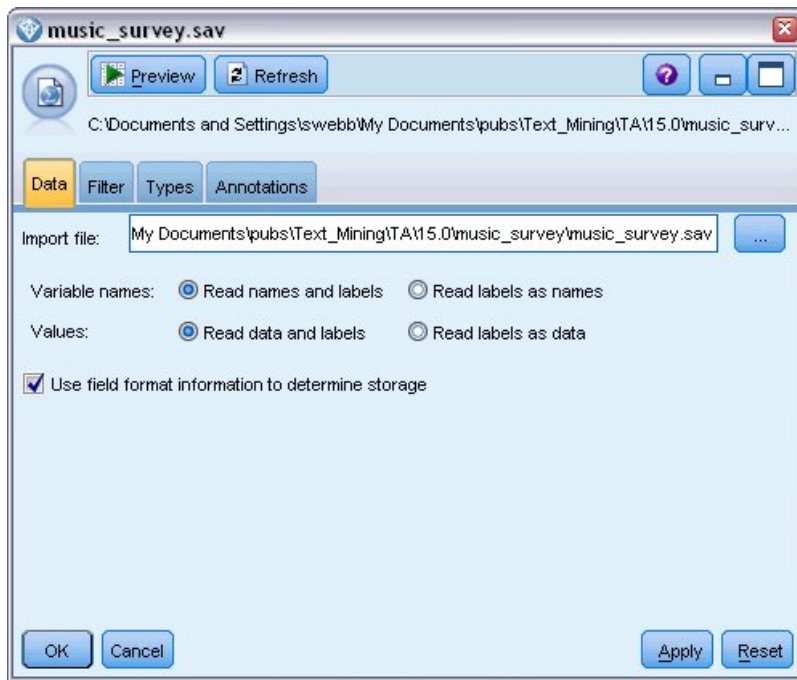 music_survey.sav
Preview Refresh ?
C:\Documents and Settings\swebb\My Documents\pubs\Text_Mining\TA\15.0\music_surv...
Data Filter Types Annotations
Import file: My Documents\pubs\Text_Mining\TA\15.0\music_survey\music_survey.sav ...
Variable names: Read names and labels Read labels as names
Values: Read data and labels Read labels as data
Use field format information to determine storage
OK Cancel Apply Reset